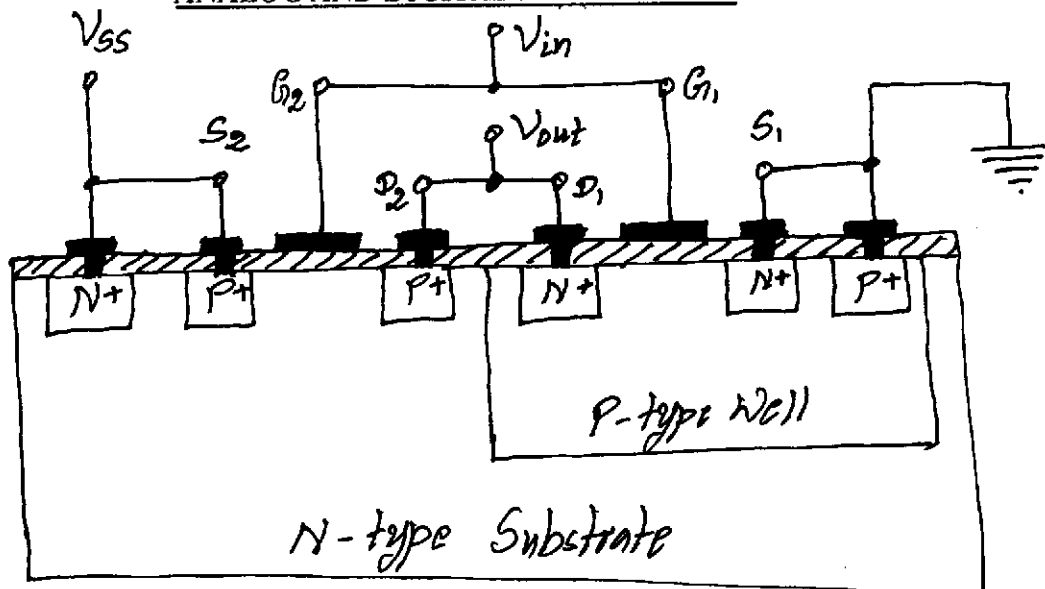 VSS
Vin
G2
G1
S2
Vout
S1
D2
D1
N+ P+ P+ N+ N+ P+
P-type Well
N-type Substrate